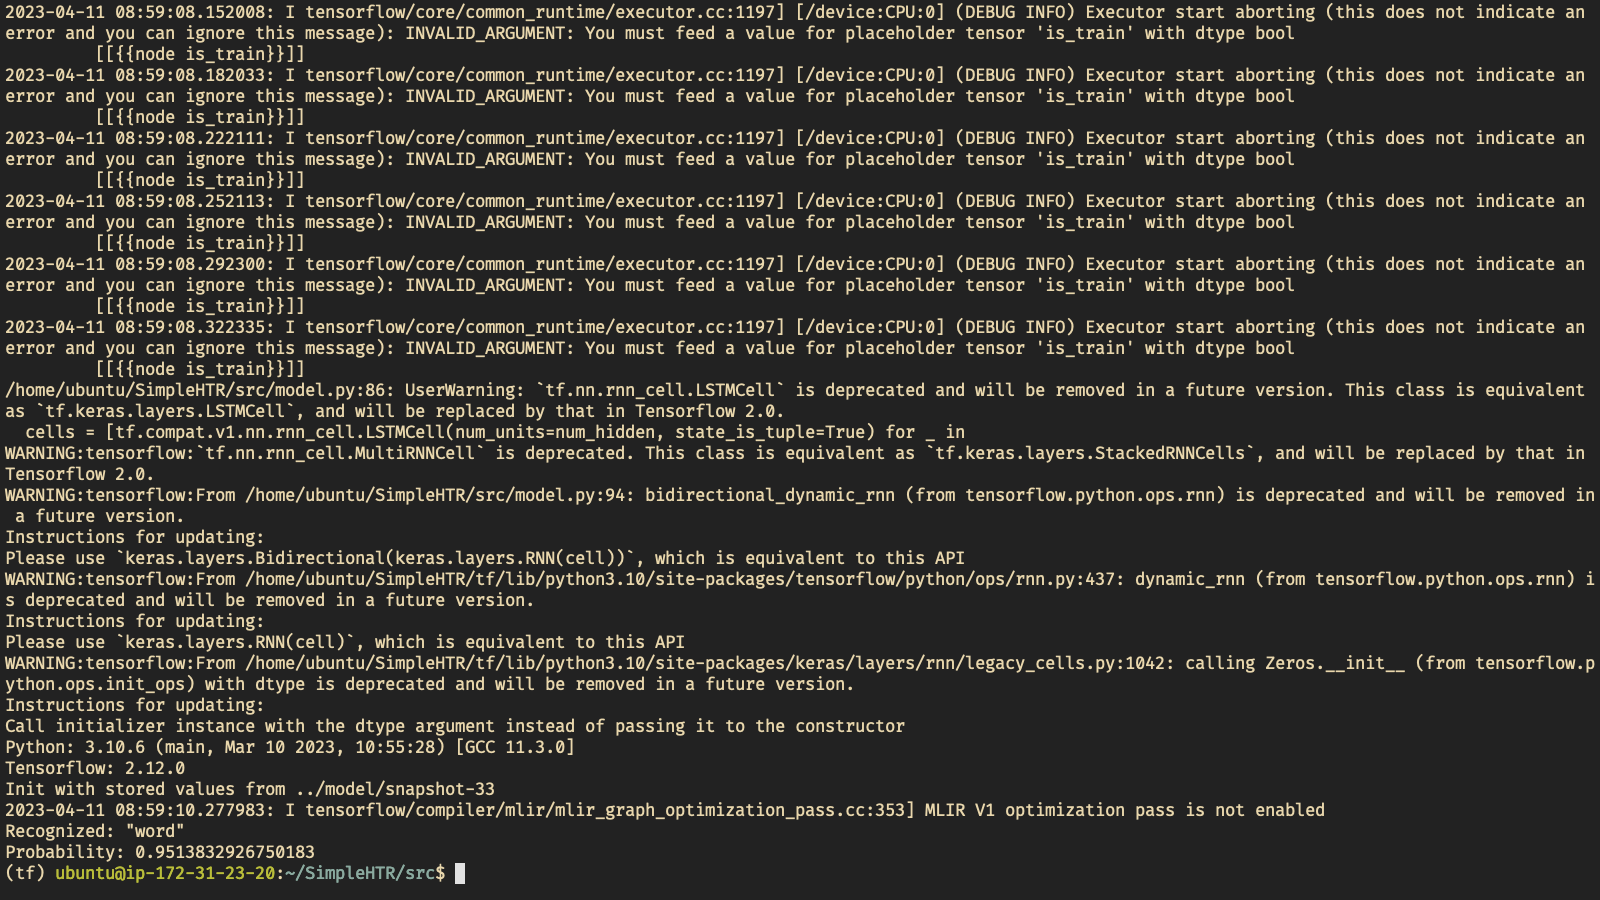 2023-04-11 08:59:08.152008: I tensorflow/core/common_runtime/executor.cc:1197] [/device:CPU:0] (DEBUG INFO) Executor start aborting (this does not indicate an
error and you can ignore this message): INVALID_ARGUMENT: You must feed a value for placeholder tensor 'is_train' with dtype bool
[[{{node is_train}}]]
2023-04-11 08:59:08.182033: I tensorflow/core/common_runtime/executor.cc:1197] [/device:CPU:0] (DEBUG INFO) Executor start aborting (this does not indicate an
error and you can ignore this message): INVALID_ARGUMENT: You must feed a value for placeholder tensor 'is_train' with dtype bool
[[{{node is_train}}]]
2023-04-11 08:59:08.222111: I tensorflow/core/common_runtime/executor.cc:1197] [/device:CPU:0] (DEBUG INFO) Executor start aborting (this does not indicate an
error and you can ignore this message): INVALID_ARGUMENT: You must feed a value for placeholder tensor 'is_train' with dtype bool
[[{{node is_train}}]]
2023-04-11 08:59:08.252113: I tensorflow/core/common_runtime/executor.cc:1197] [/device:CPU:0] (DEBUG INFO) Executor start aborting (this does not indicate an
error and you can ignore this message): INVALID_ARGUMENT: You must feed a value for placeholder tensor 'is_train' with dtype bool
[[{{node is_train}}]]
2023-04-11 08:59:08.292300: I tensorflow/core/common_runtime/executor.cc:1197] [/device:CPU:0] (DEBUG INFO) Executor start aborting (this does not indicate an
error and you can ignore this message): INVALID_ARGUMENT: You must feed a value for placeholder tensor 'is_train' with dtype bool
[[{{node is_train}}]]
2023-04-11 08:59:08.322335: I tensorflow/core/common_runtime/executor.cc:1197] [/device:CPU:0] (DEBUG INFO) Executor start aborting (this does not indicate an
error and you can ignore this message): INVALID_ARGUMENT: You must feed a value for placeholder tensor 'is_train' with dtype bool
[[{{node is_train}}]]
/home/ubuntu/SimpleHTR/src/model.py:86: UserWarning: `tf.nn.rnn_cell.LSTMCell` is deprecated and will be removed in a future version. This class is equivalent
as `tf.keras.layers.LSTMCell`, and will be replaced by that in Tensorflow 2.0.
cells = [tf.compat.v1.nn.rnn_cell.LSTMCell(num_units=num_hidden, state_is_tuple=True) for _ in
WARNING:tensorflow:`tf.nn.rnn_cell.MultiRNNCell` is deprecated. This class is equivalent as `tf.keras.layers.StackedRNNCells`, and will be replaced by that in
Tensorflow 2.0.
WARNING:tensorflow:From /home/ubuntu/SimpleHTR/src/model.py:94: bidirectional_dynamic_rnn (from tensorflow.python.ops.rnn) is deprecated and will be removed in
a future version.
Instructions for updating:
Please use `keras.layers.Bidirectional(keras.layers.RNN(cell))`, which is equivalent to this API
WARNING:tensorflow:From /home/ubuntu/SimpleHTR/tf/lib/python3.10/site-packages/tensorflow/python/ops/rnn.py:437: dynamic_rnn (from tensorflow.python.ops.rnn) i
s deprecated and will be removed in a future version.
Instructions for updating:
Please use `keras.layers.RNN(cell)`, which is equivalent to this API
WARNING:tensorflow:From /home/ubuntu/SimpleHTR/tf/lib/python3.10/site-packages/keras/layers/rnn/legacy_cells.py:1042: calling Zeros.__init__ (from tensorflow.p
ython.ops.init_ops) with dtype is deprecated and will be removed in a future version.
Instructions for updating:
Call initializer instance with the dtype argument instead of passing it to the constructor
Python: 3.10.6 (main, Mar 10 2023, 10:55:28) [GCC 11.3.0]
Tensorflow: 2.12.0
Init with stored values from ../model/snapshot-33
2023-04-11 08:59:10.277983: I tensorflow/compiler/mlir/mlir_graph_optimization_pass.cc:353] MLIR V1 optimization pass is not enabled
Recognized: "word"
Probability: 0.9513832926750183
(tf) ubuntu@ip-172-31-23-20:~/SimpleHTR/src$